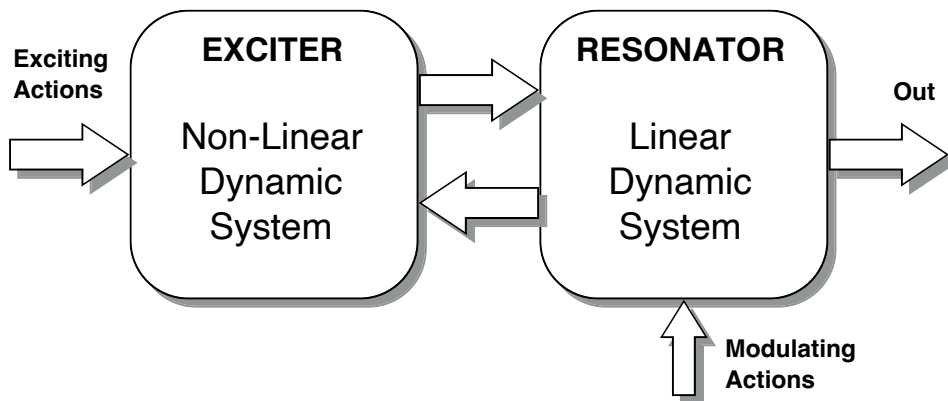 Exciting
Actions
EXCITER
Non-Linear
Dynamic
System
RESONATOR
Linear
Dynamic
System
Out
Modulating
Actions